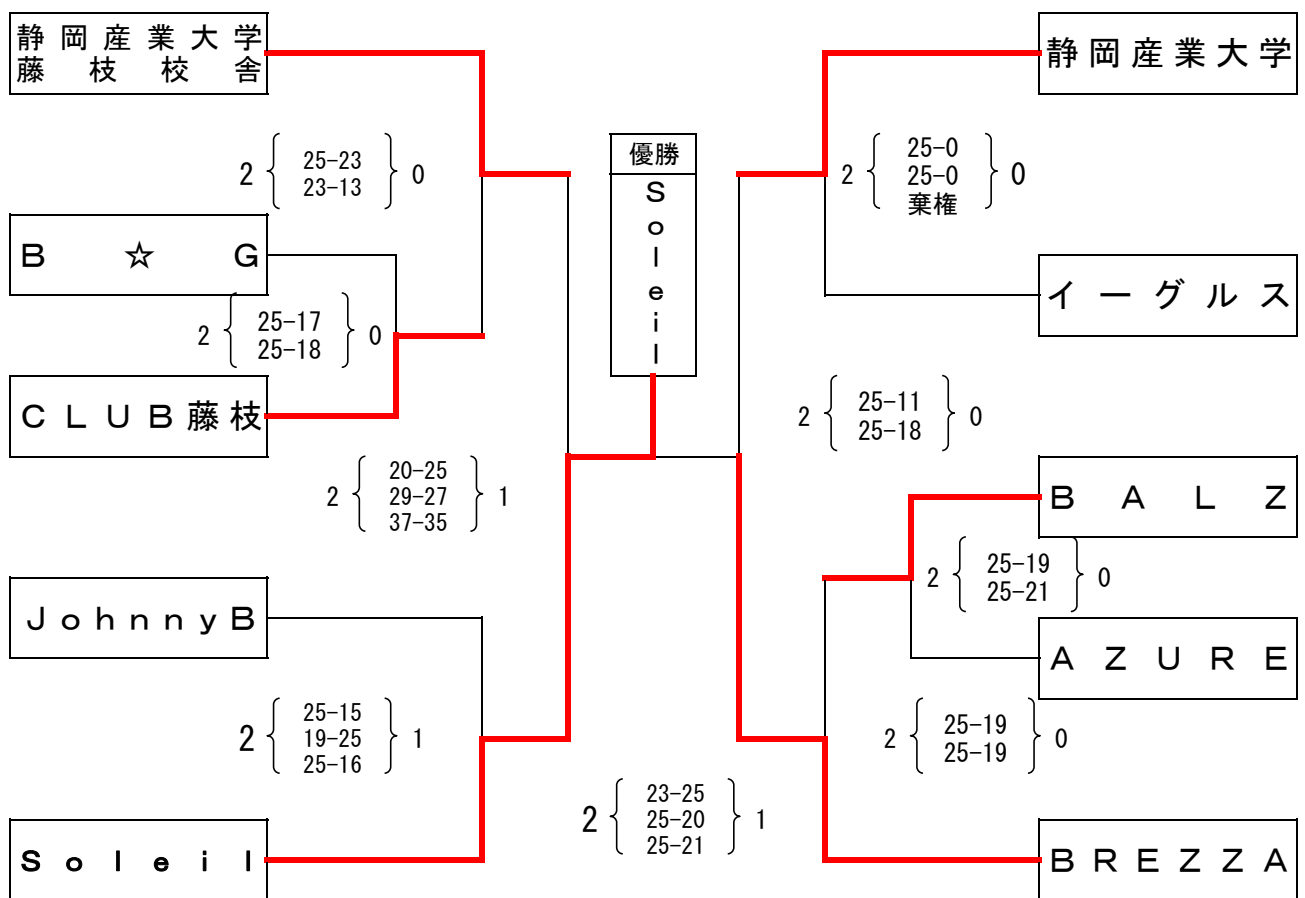 静岡産業大学
藤枝校舎
静岡産業大学
優勝
Soleil
2 25-23 0
23-13
2 25-0 0
25-0
棄権
B☆G
イーグルス
2 25-17 0
25-18
CLUB藤枝
2 25-11 0
25-18
2 20-25 1
29-27
37-35
BALZ
2 25-19 0
25-21
JohnnyB
AZURE
2 25-15 1
19-25
25-16
2 25-19 0
25-19
2 23-25 1
25-20
25-21
Soleil
BREZZA